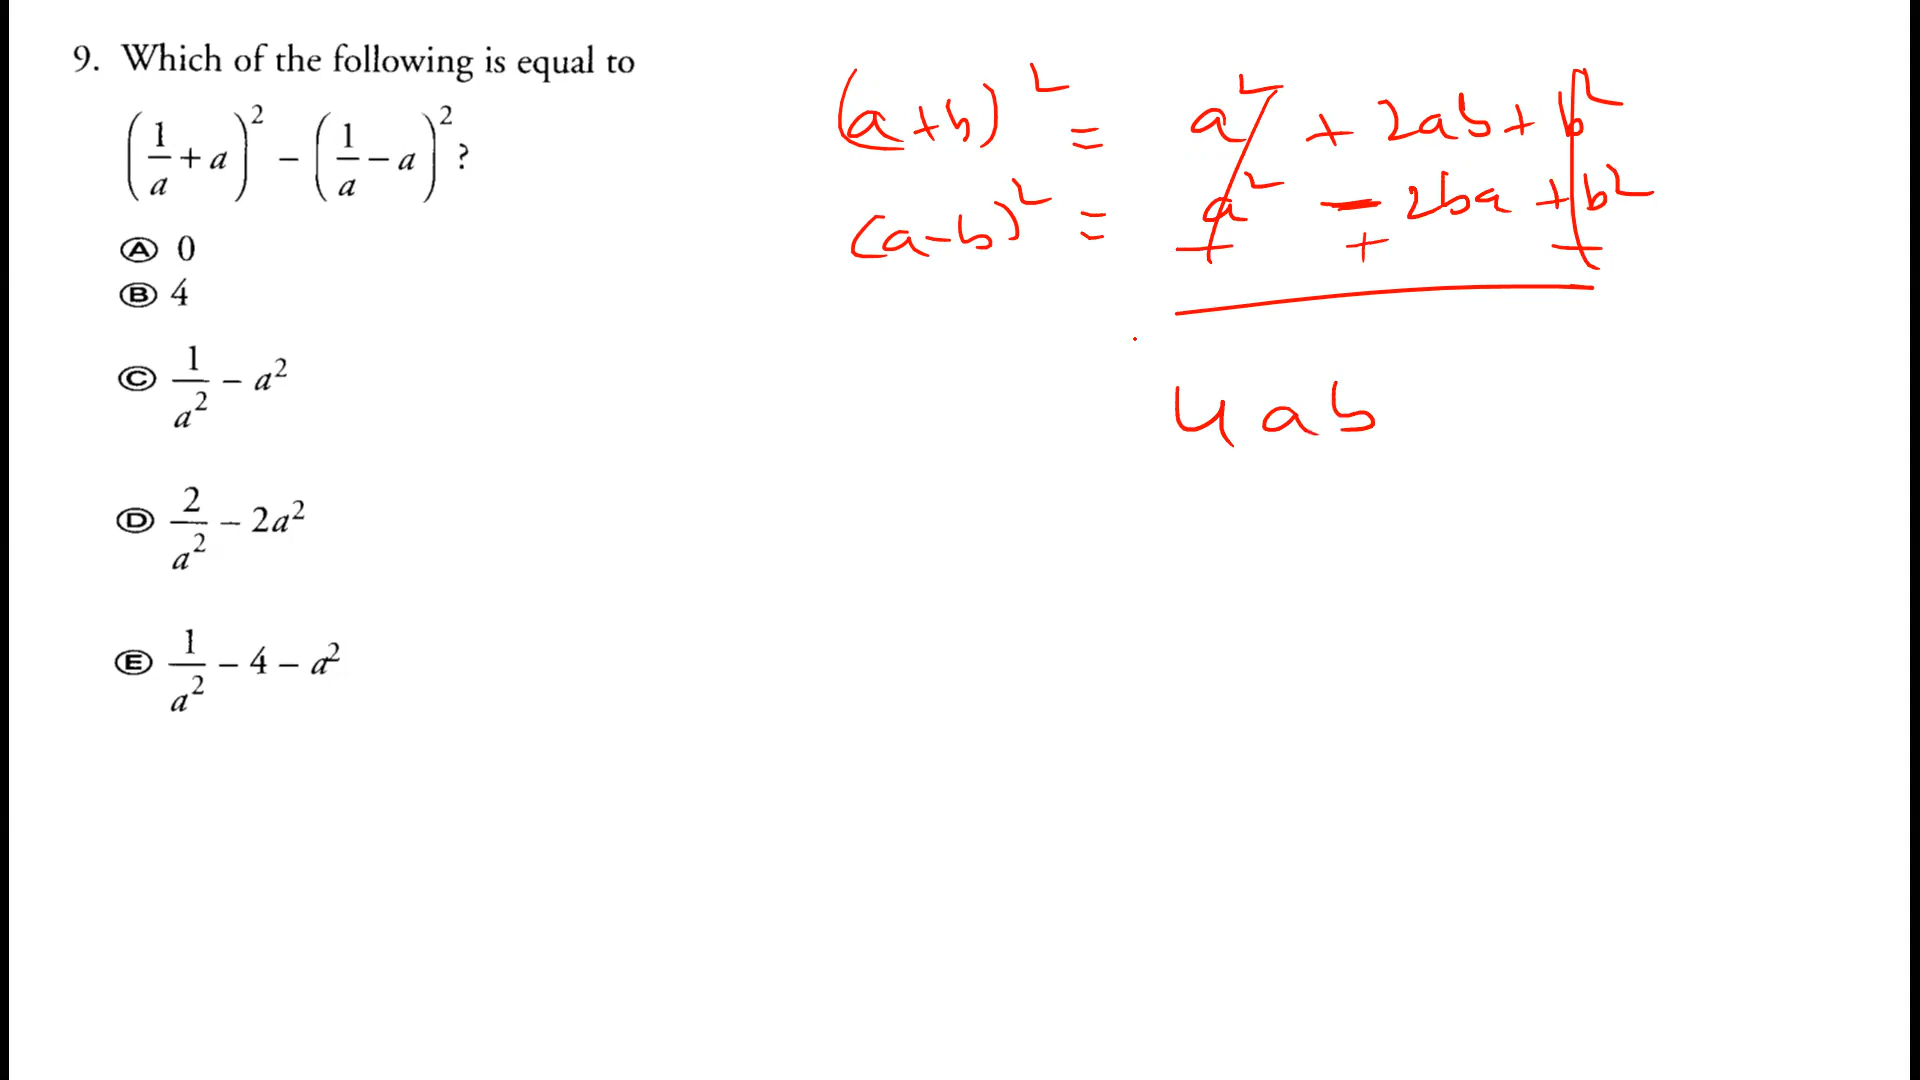 9. Which of the following is equal to
(1/a + a)² − (1/a − a)²?
Ⓐ 0
Ⓑ 4
Ⓒ 1/a² − a²
Ⓓ 2/a² − 2a²
Ⓔ 1/a² − 4 − a²
(a+b)² = a² + 2ab + b²
(a-b)² = a² - 2ba + b²
− + −
4ab